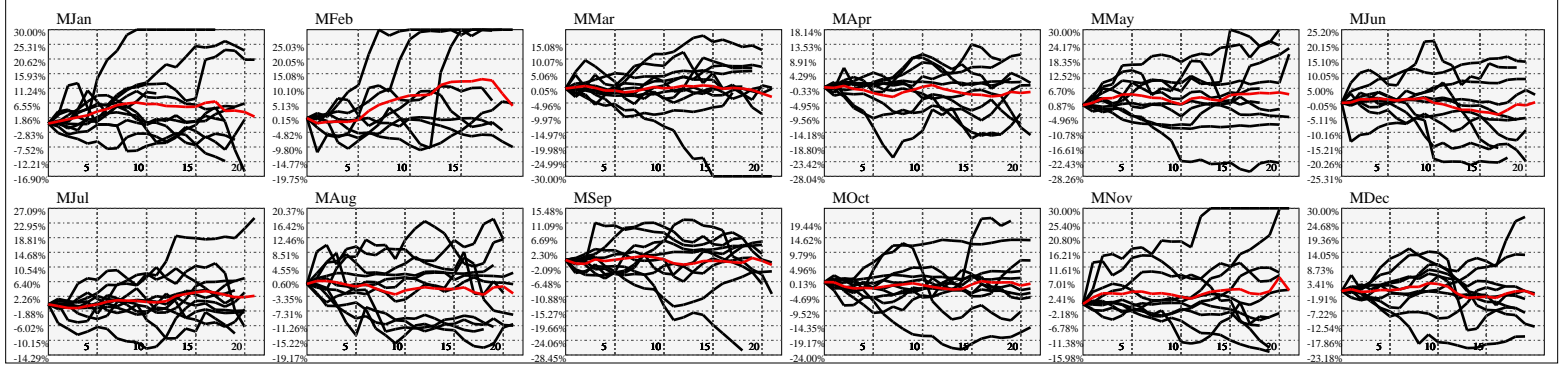 MJan MFeb MMar MApr MMay MJun
30.00% 25.31% 20.62% 15.93% 11.24% 6.55% 1.86% -2.83% -7.52% -12.21% -16.90%
5 10 15 20
25.03% 20.05% 15.08% 10.10% 5.13% 0.15% -4.82% -9.80% -14.77% -19.75%
5 10 15
15.08% 10.07% 5.06% 0.05% -4.96% -9.97% -14.97% -19.98% -24.99% -30.00%
5 10 15 20
18.14% 13.53% 8.91% 4.29% -0.33% -4.95% -9.56% -14.18% -18.80% -23.42% -28.04%
5 10 15 20
30.00% 24.17% 18.35% 12.52% 6.70% 0.87% -4.96% -10.78% -16.61% -22.43% -28.26%
5 10 15 20
25.20% 20.15% 15.10% 10.05% 5.00% -0.05% -5.11% -10.16% -15.21% -20.26% -25.31%
5 10 15 20
MJul MAug MSep MOct MNov MDec
27.09% 22.95% 18.81% 14.68% 10.54% 6.40% 2.26% -1.88% -6.02% -10.15% -14.29%
5 10 15 20
20.37% 16.42% 12.46% 8.51% 4.55% 0.60% -3.35% -7.31% -11.26% -15.22% -19.17%
5 10 15 20
15.48% 11.09% 6.69% 2.30% -2.09% -6.48% -10.88% -15.27% -19.66% -24.06% -28.45%
5 10 15 20
19.44% 14.62% 9.79% 4.96% 0.13% -4.69% -9.52% -14.35% -19.17% -24.00%
5 10 15 20
30.00% 25.40% 20.80% 16.21% 11.61% 7.01% 2.41% -2.18% -6.78% -11.38% -15.98%
5 10 15 20
30.00% 24.68% 19.36% 14.05% 8.73% 3.41% -1.91% -7.22% -12.54% -17.86% -23.18%
5 10 15